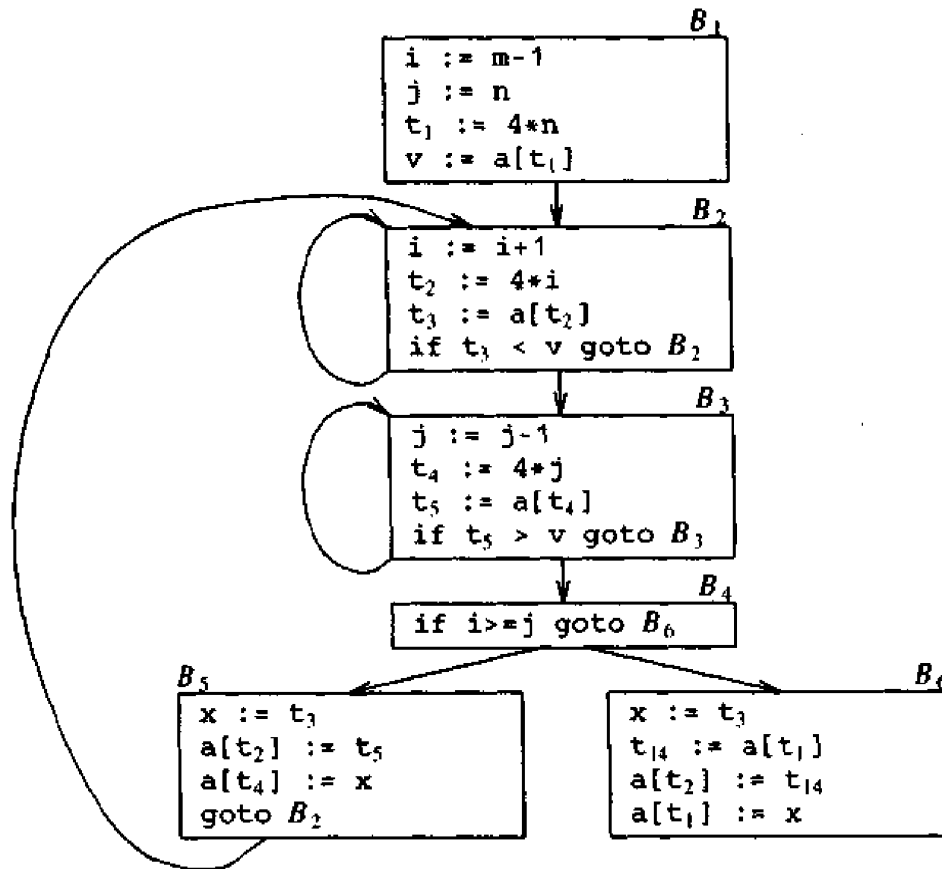 B₁
i := m-1
j := n
t₁ := 4*n
v := a[t₁]
B₂
i := i+1
t₂ := 4*i
t₃ := a[t₂]
if t₃ < v goto B₂
B₃
j := j-1
t₄ := 4*j
t₅ := a[t₄]
if t₅ > v goto B₃
B₄
if i>=j goto B₆
B₅
x := t₃
a[t₂] := t₅
a[t₄] := x
goto B₂
B₆
x := t₃
t₁₄ := a[t₁]
a[t₂] := t₁₄
a[t₁] := x